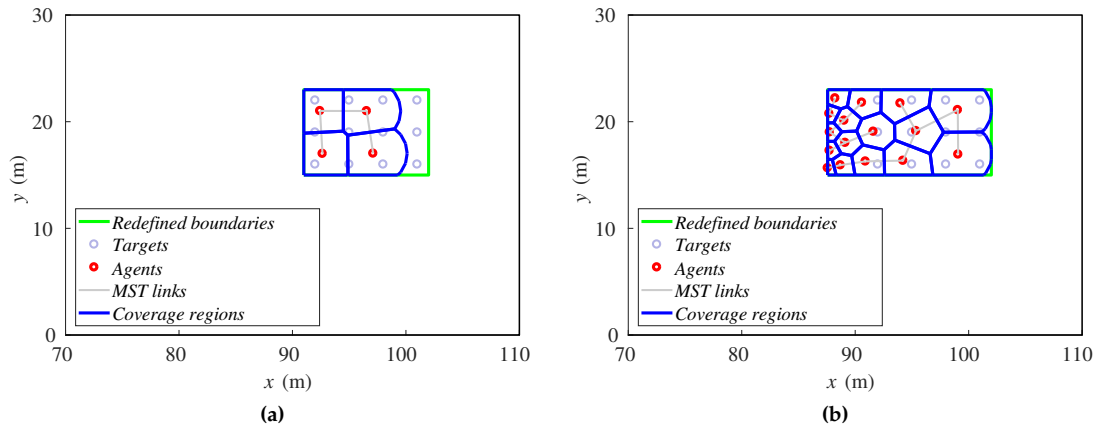 30
20
10
0
y (m)
70
80
90
100
110
x (m)
Redefined boundaries
Targets
Agents
MST links
Coverage regions
(a)
30
20
10
0
y (m)
70
80
90
100
110
x (m)
Redefined boundaries
Targets
Agents
MST links
Coverage regions
(b)